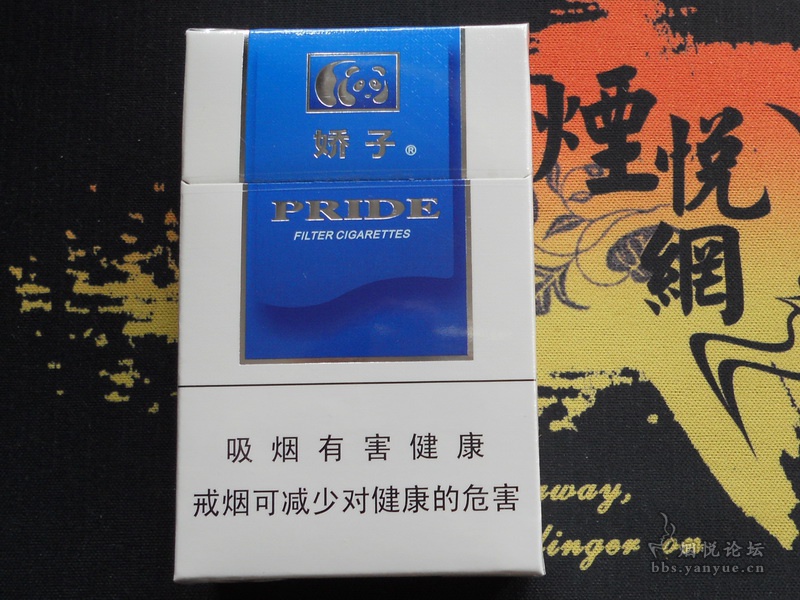 娇子®
PRIDE
FILTER CIGARETTES
吸烟有害健康
戒烟可减少对健康的危害
煙悦網
away,
linger on
烟悦论坛
bbs.yanyue.cn